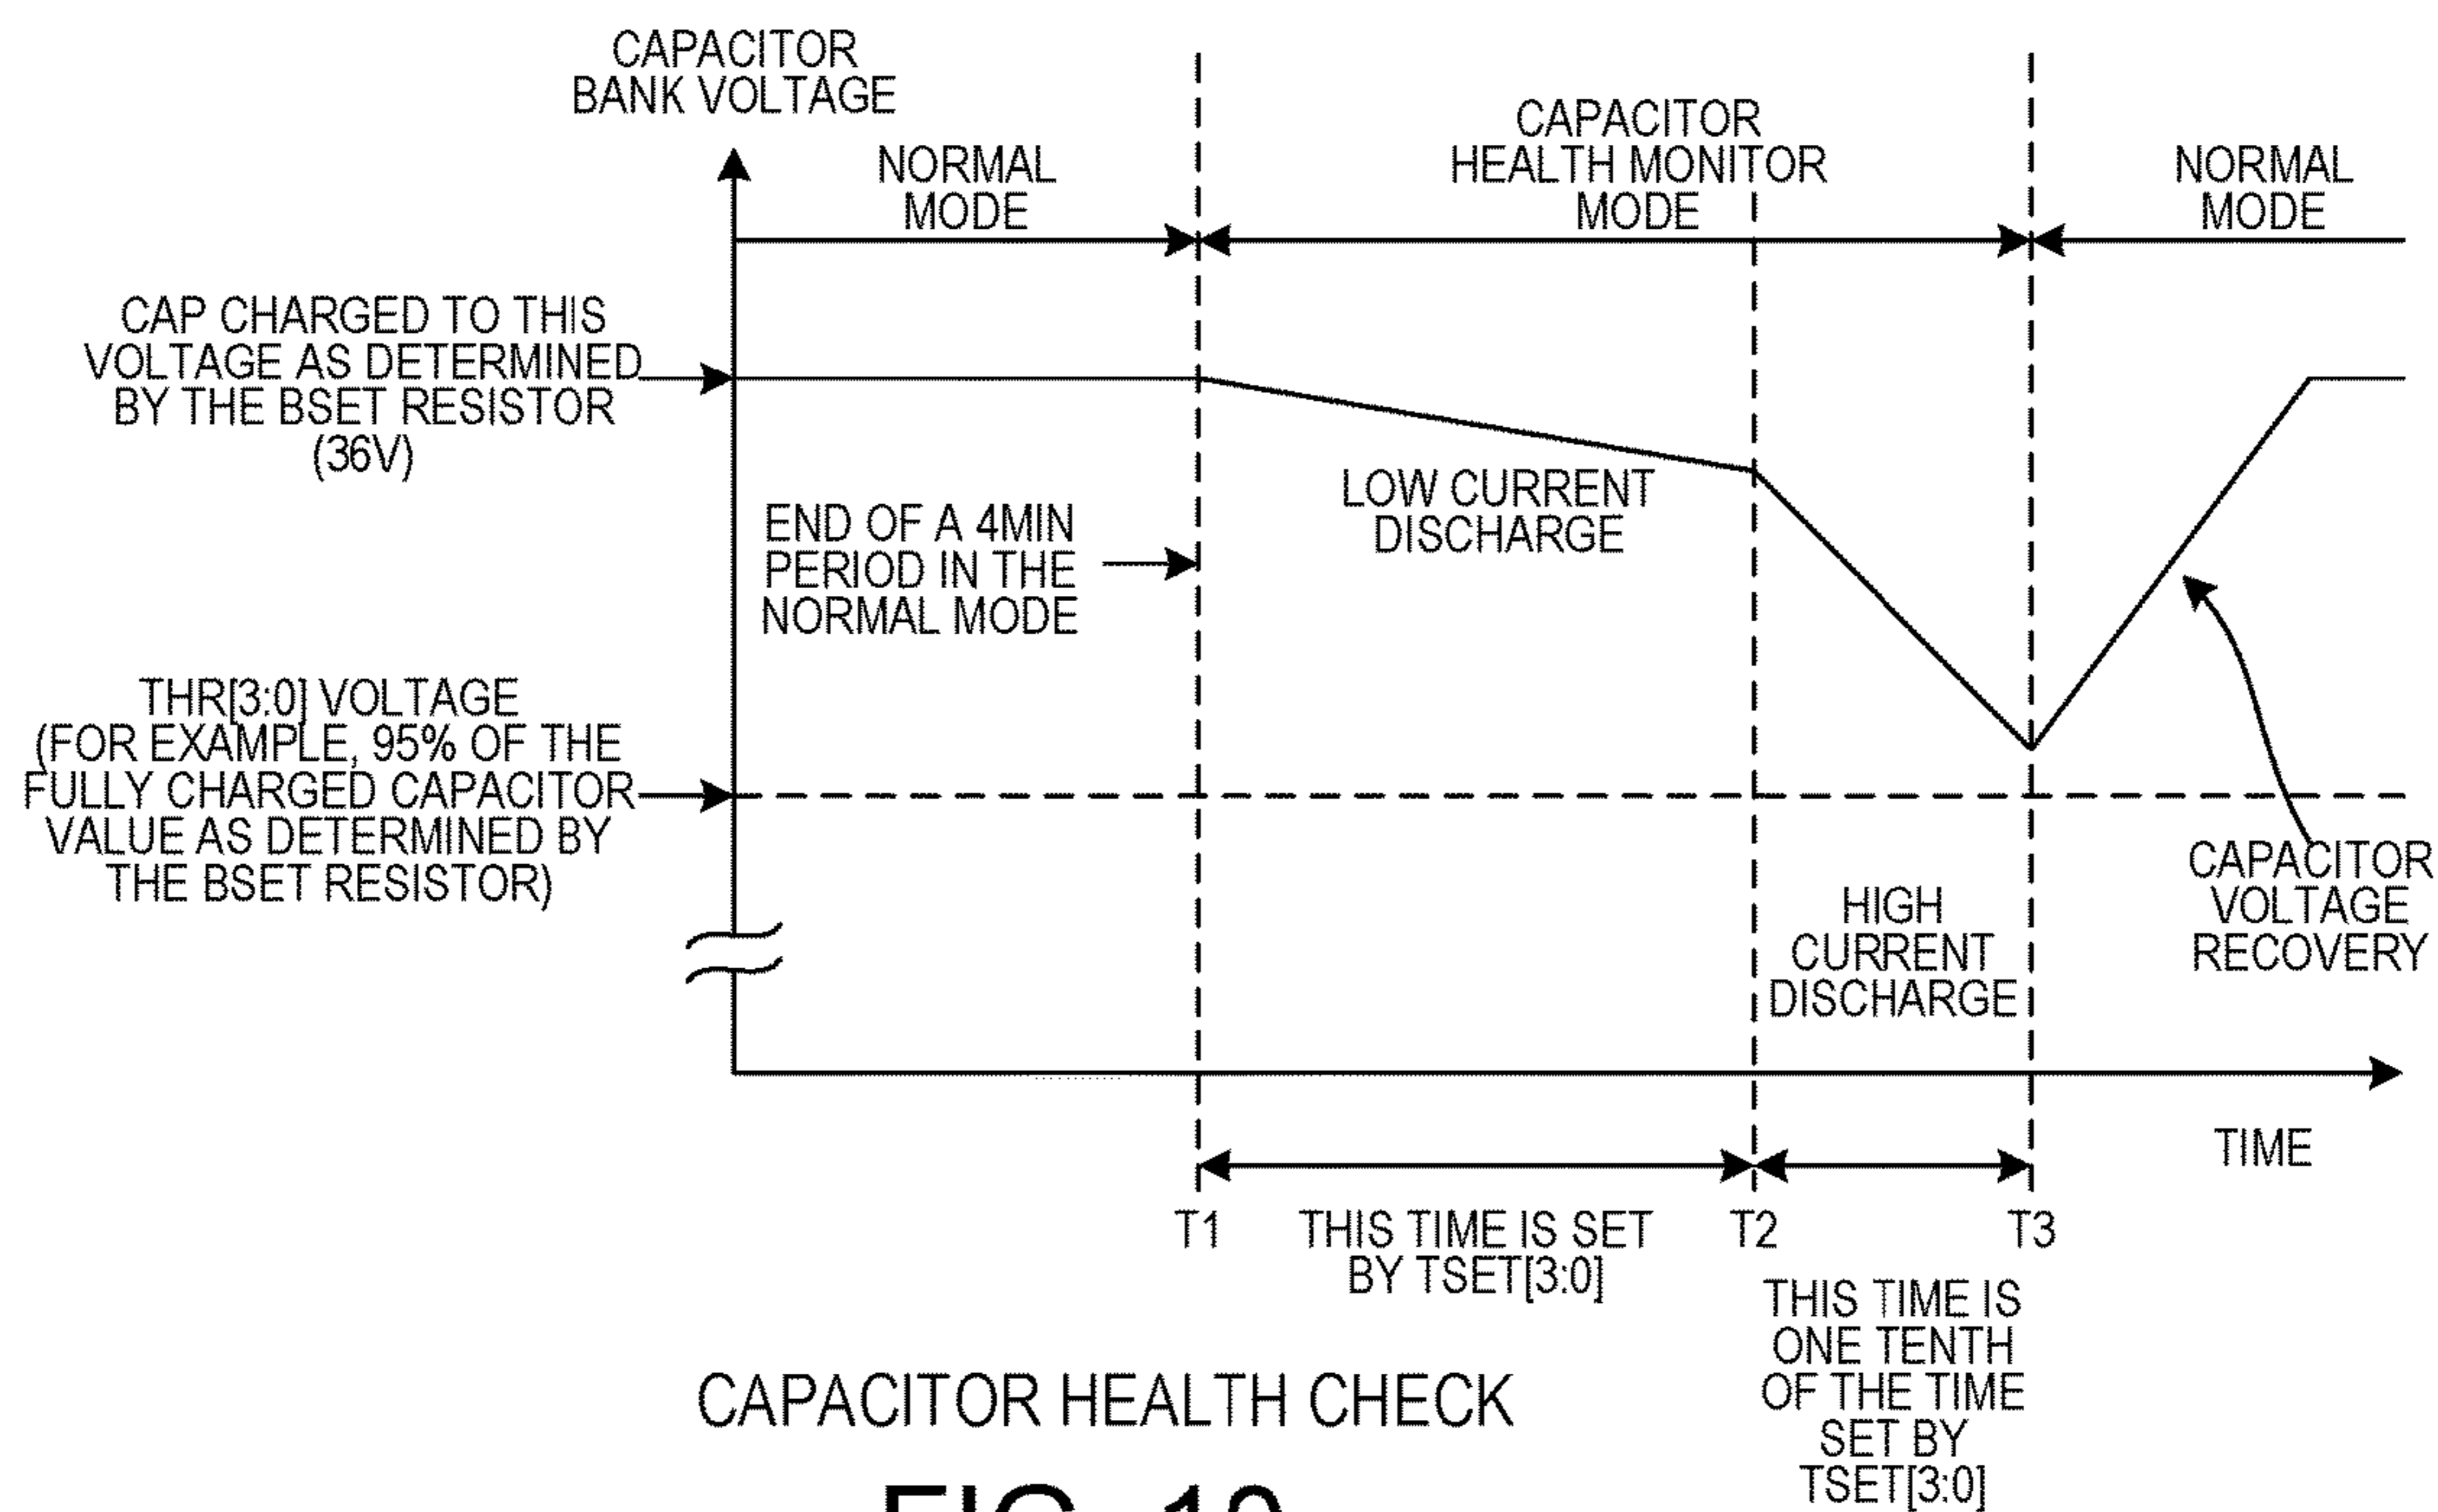 CAPACITOR
BANK VOLTAGE
NORMAL
MODE
CAPACITOR
HEALTH MONITOR
MODE
NORMAL
MODE
CAP CHARGED TO THIS
VOLTAGE AS DETERMINED
BY THE BSET RESISTOR
(36V)
END OF A 4MIN
PERIOD IN THE
NORMAL MODE
LOW CURRENT
DISCHARGE
THR[3:0] VOLTAGE
(FOR EXAMPLE, 95% OF THE
FULLY CHARGED CAPACITOR
VALUE AS DETERMINED BY
THE BSET RESISTOR)
HIGH
CURRENT
DISCHARGE
CAPACITOR
VOLTAGE
RECOVERY
TIME
T1
THIS TIME IS SET
BY TSET[3:0]
T2
T3
THIS TIME IS
ONE TENTH
OF THE TIME
SET BY
TSET[3:0]
CAPACITOR HEALTH CHECK